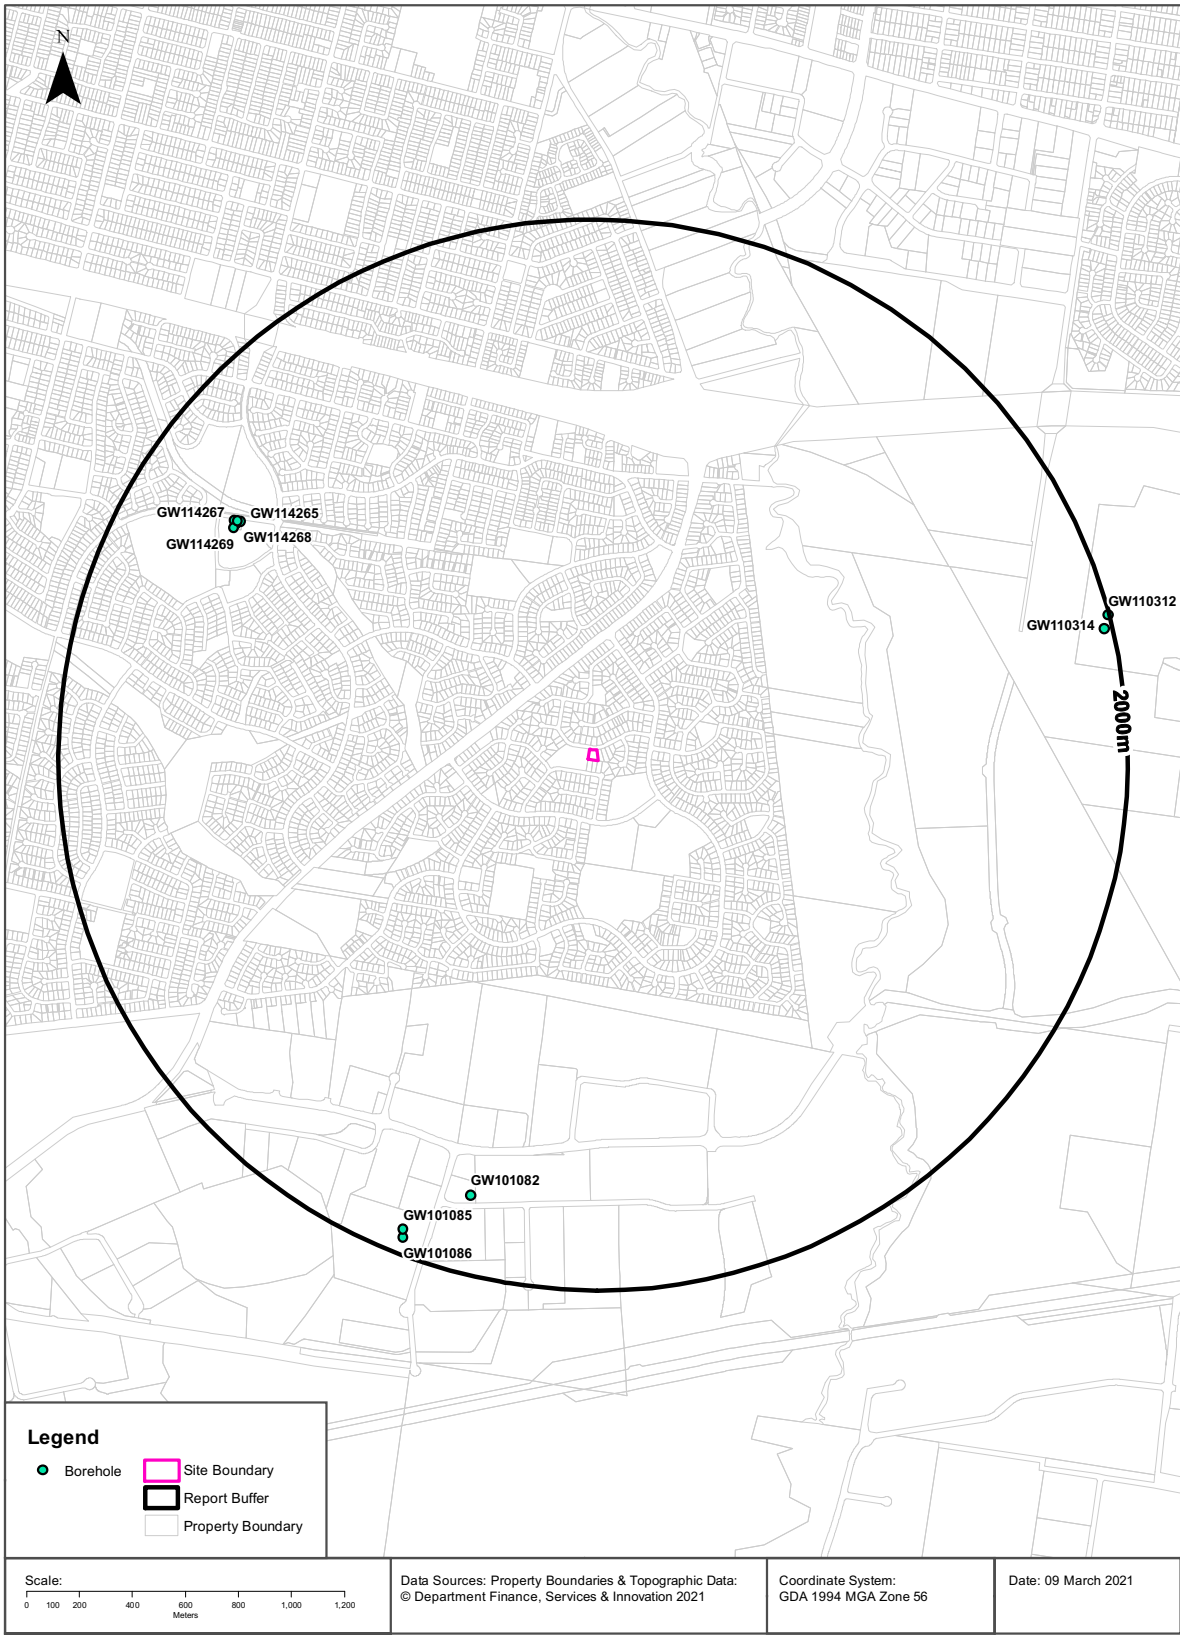 N
GW114267
GW114265
GW114268
GW114269
GW110312
GW110314
2000m
GW101082
GW101085
GW101086
Legend
Borehole
Site Boundary
Report Buffer
Property Boundary
Scale:
0 100 200 400 600 800 1,000 1,200
Meters
Data Sources: Property Boundaries & Topographic Data:
© Department Finance, Services & Innovation 2021
Coordinate System:
GDA 1994 MGA Zone 56
Date: 09 March 2021